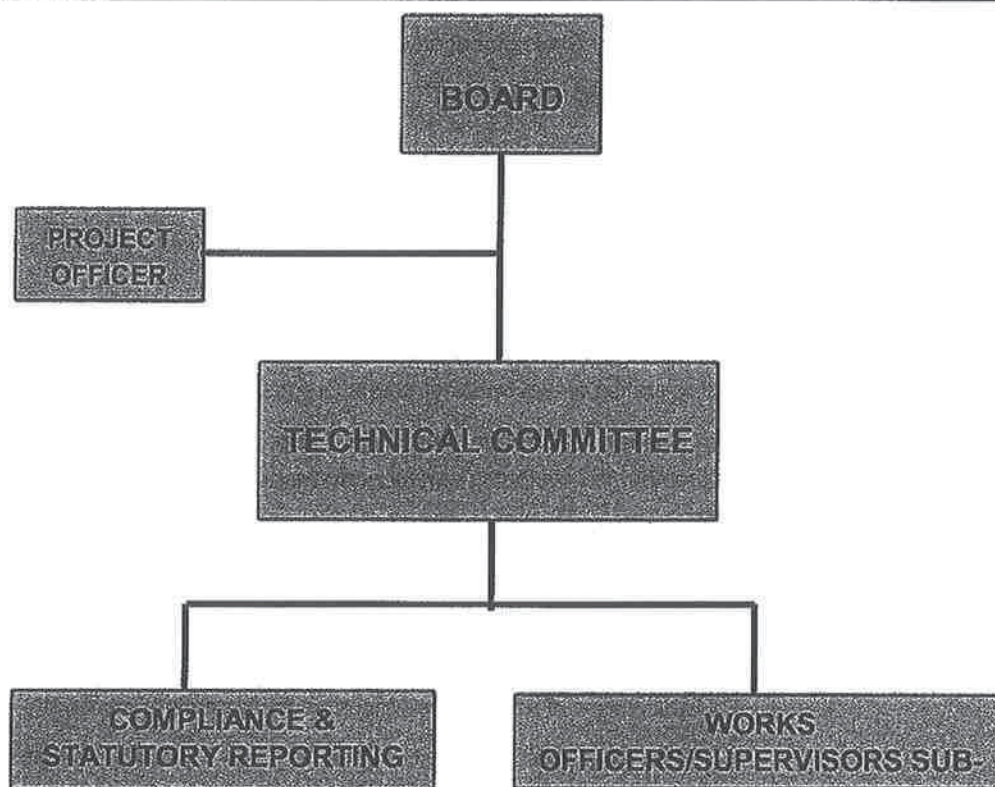 BOARD
PROJECT
OFFICER
TECHNICAL COMMITTEE
COMPLIANCE &
STATUTORY REPORTING
WORKS
OFFICERS/SUPERVISORS SUB-